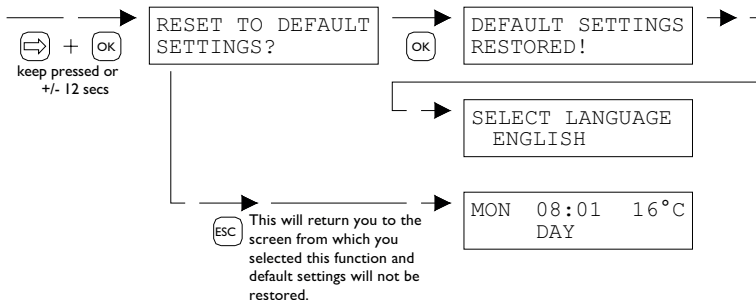 RESET TO DEFAULT
SETTINGS?
+ OK
keep pressed or
+/- 12 secs
OK
DEFAULT SETTINGS
RESTORED!
SELECT LANGUAGE
ENGLISH
ESC
This will return you to the
screen from which you
selected this function and
default settings will not be
restored.
MON 08:01 16°C
DAY